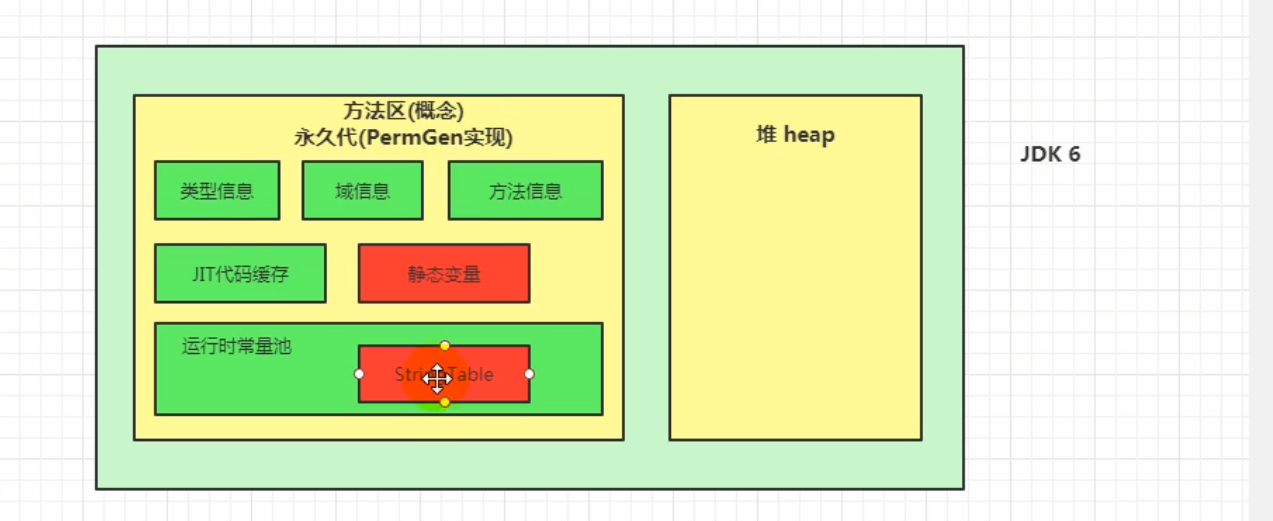 方法区(概念)
永久代(PermGen实现)
类型信息
域信息
方法信息
JIT代码缓存
静态变量
运行时常量池
StringTable
堆 heap
JDK 6